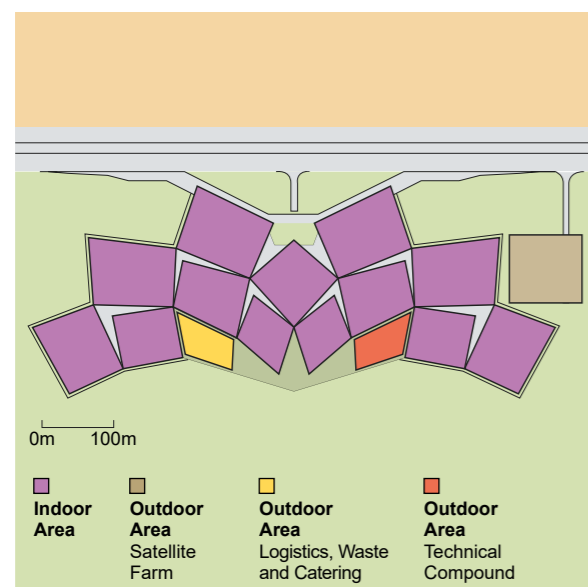 0m 100m
Indoor
Area
Outdoor
Area
Satellite
Farm
Outdoor
Area
Logistics, Waste
and Catering
Outdoor
Area
Technical
Compound